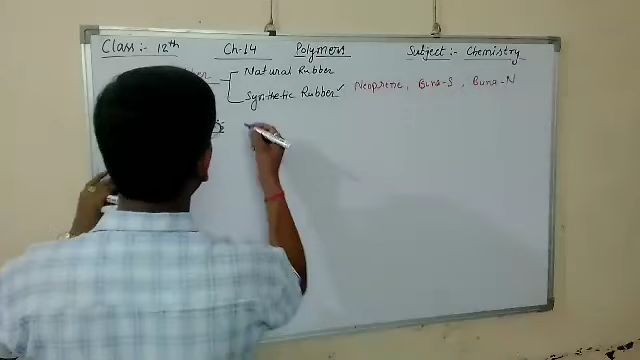 Class:- 12th Ch-14 Polymers Subject:- Chemistry
Natural Rubber
Synthetic Rubber✓ Neoprene, Buna-S, Buna-N